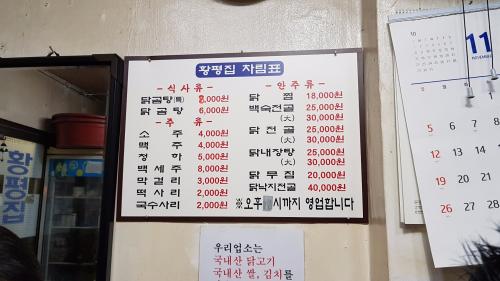 황평집 차림표
- 식 사 류 -
닭곰탕(특) 8,000원
닭 곰 탕 6,000원
- 주 류 -
소 주 4,000원
맥 주 4,000원
청 하 5,000원
백 세 주 8,000원
막 걸 리 3,000원
떡 사 리 2,000원
국수사리 2,000원
- 안 주 류 -
닭 찜 18,000원
백숙전골 25,000원
(大) 30,000원
닭 전 골 25,000원
(大) 30,000원
닭내장탕 25,000원
(大) 30,000원
닭 무 침 20,000원
닭낙지전골 40,000원
※오후 시까지 영업합니다
우리업소는
국내산 닭고기
국내산 쌀, 김치를
황평집
10
11
NOVEMBER
5
6
12
13
19
20
26
27